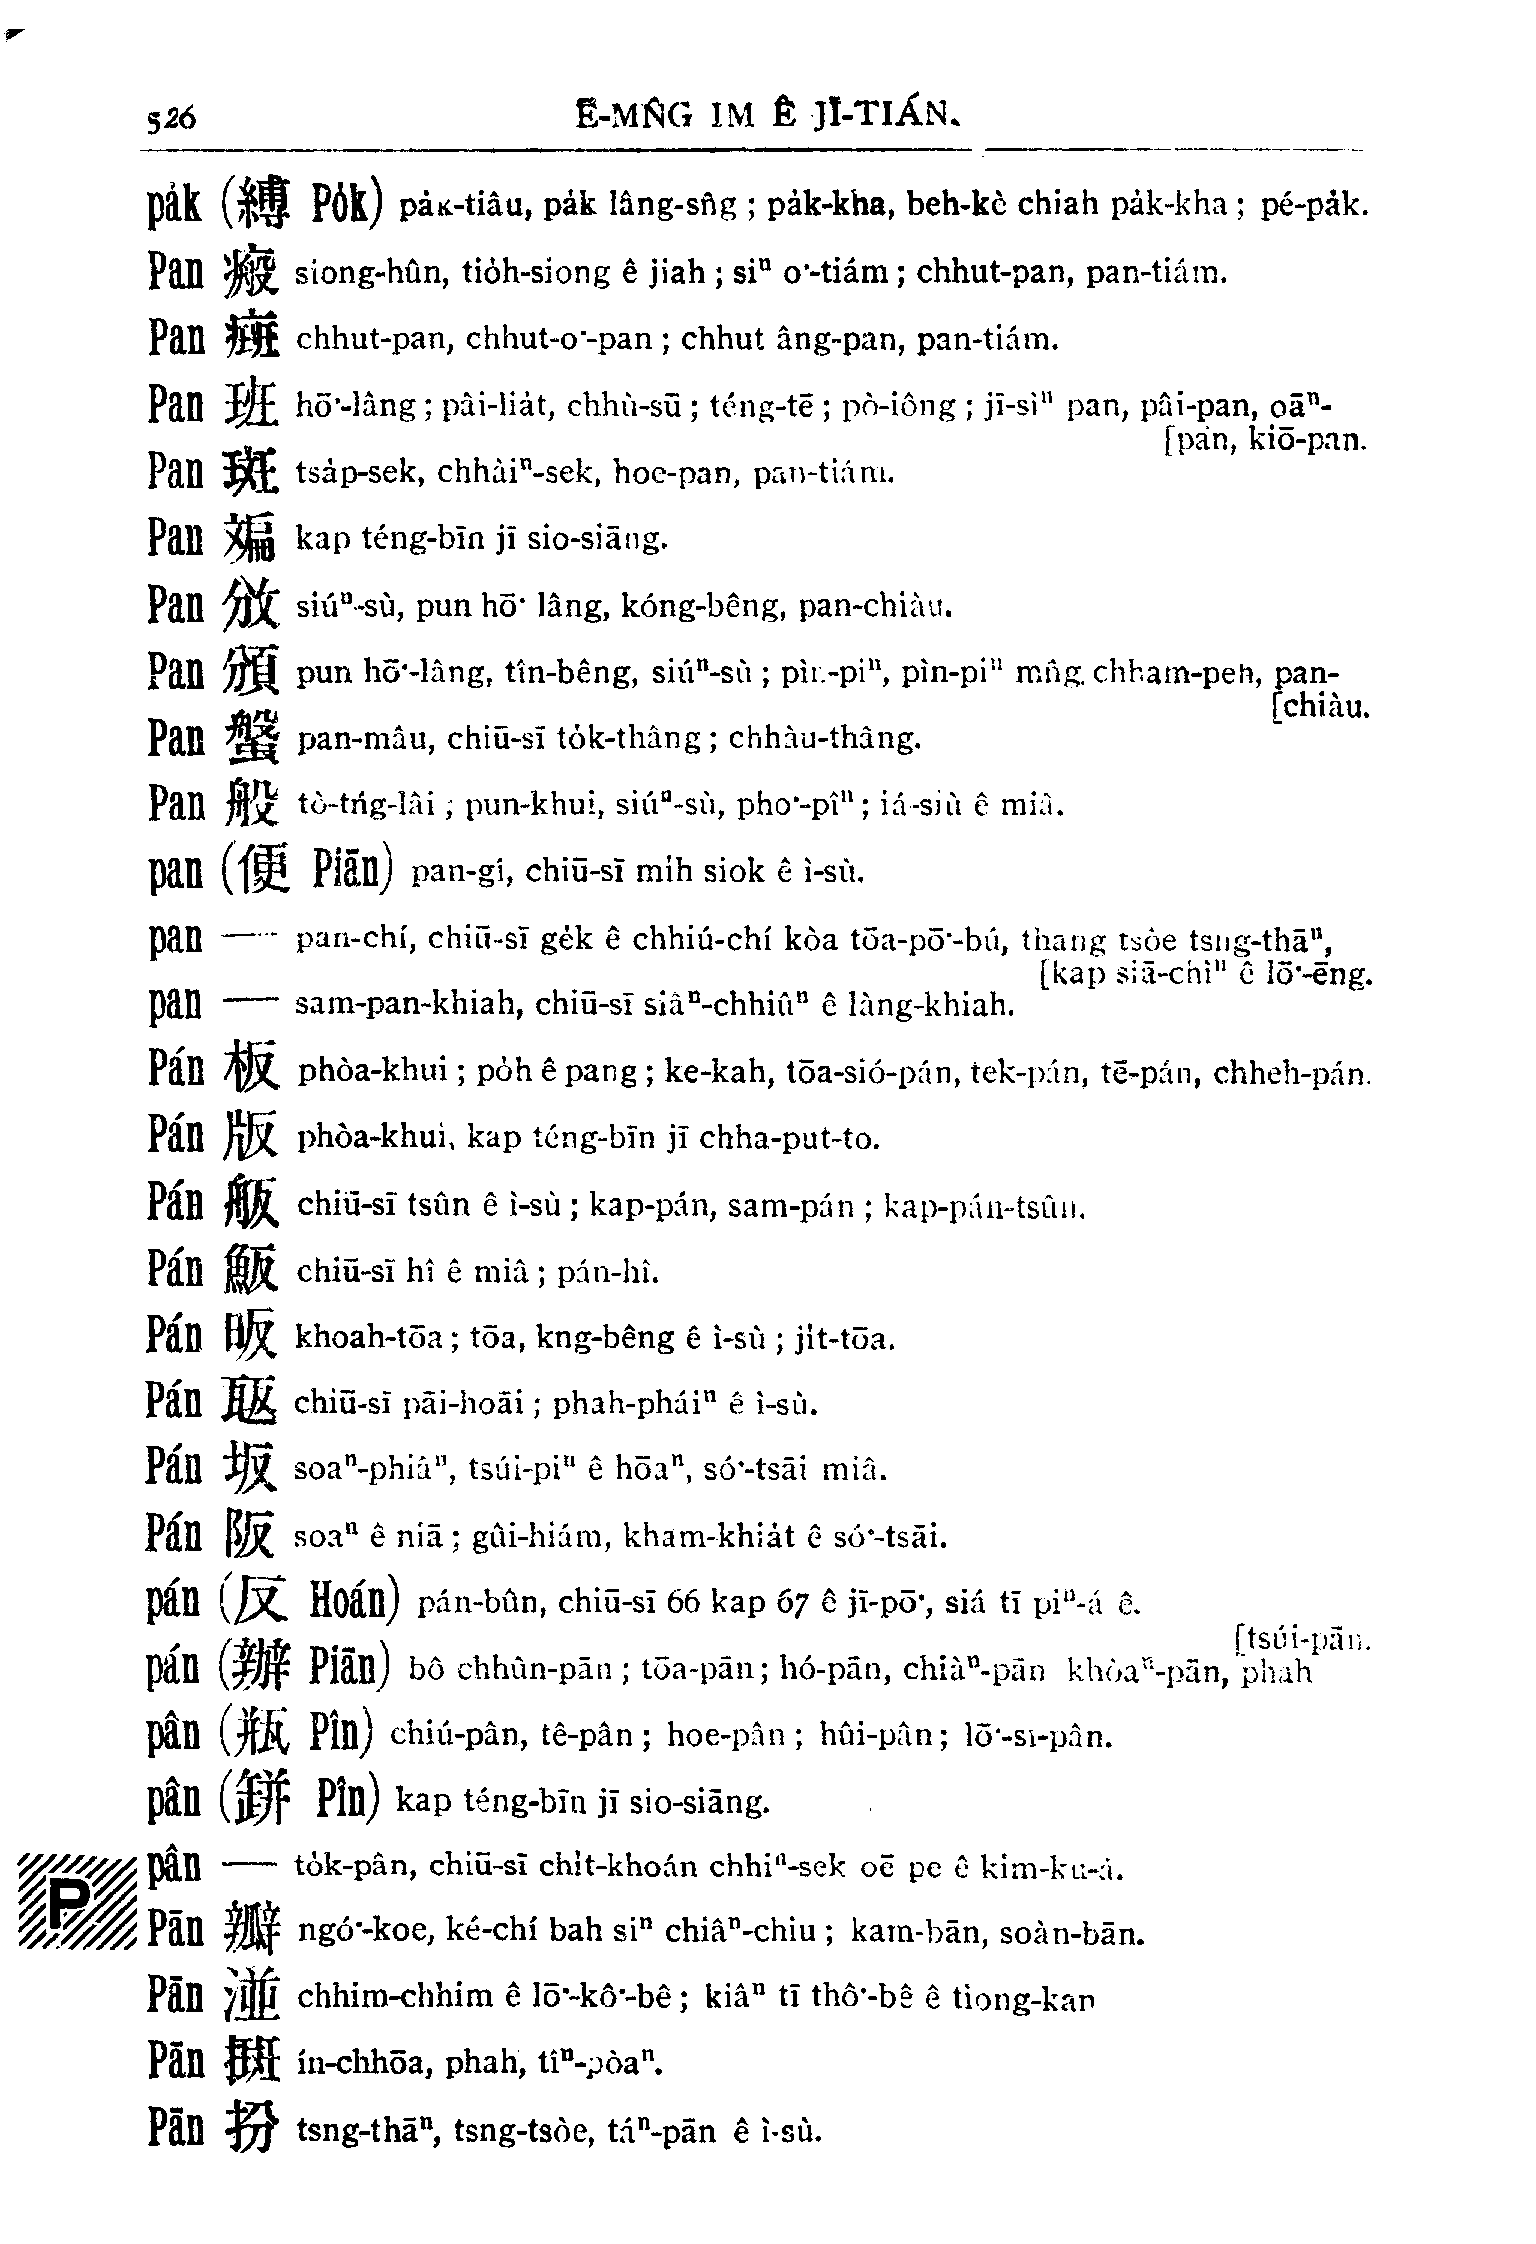 526 Ē-MN̂G IM Ê JĪ-TIÁN.
pa̍k (縛 Po̍k) pa̍k-tiâu, pa̍k lâng-sn̂g ; pa̍k-kha, beh-kè chiah pa̍k-kha ; pé-pa̍k.
Pan 瘢 siong-hûn, tio̍h-siong ê jiah ; siⁿ o͘-tiám ; chhut-pan, pan-tiám.
Pan 癍 chhut-pan, chhut-o͘-pan ; chhut âng-pan, pan-tiám.
Pan 班 hō͘-lâng ; pâi-lia̍t, chhù-sū ; téng-tē ; pò-iông ; jī-sìⁿ pan, pâi-pan, oāⁿ-
[pan, kiō-pan.
Pan 斑 tsa̍p-sek, chhàiⁿ-sek, hoe-pan, pan-tiám.
Pan 斒 kap téng-bīn jī sio-siāng.
Pan 攽 siúⁿ-sù, pun hō͘ lâng, kóng-bêng, pan-chiàu.
Pan 頒 pun hō͘-lâng, tîn-bêng, siúⁿ-sù ; pìn-piⁿ, pìn-piⁿ mn̂g, chham-peh, pan-
[chiàu.
Pan 螌 pan-mâu, chiū-sī to̍k-thâng ; chhàu-thâng.
Pan 般 tò-tńg-lâi ; pun-khui, siúⁿ-sù, pho͘-pîⁿ ; iá-siù ê miâ.
pan (便 Piān) pan-gî, chiū-sī mi̍h siok ê ì-sù.
pan — pan-chí, chiū-sī ge̍k ê chhiú-chí kòa tōa-pō͘-bú, thang tsòe tsng-thāⁿ,
[kap siā-chìⁿ ê lō͘-ēng.
pan — sam-pan-khiah, chiū-sī siâⁿ-chhiûⁿ ê làng-khiah.
Pán 板 phòa-khui ; po̍h ê pang ; ke-kah, tōa-sió-pán, tek-pán, tē-pán, chheh-pán.
Pán 版 phòa-khui, kap téng-bīn jī chha-put-to.
Pán 舨 chiū-sī tsûn ê ì-sù ; kap-pán, sam-pán ; kap-pán-tsûn.
Pán 魬 chiū-sī hî ê miâ ; pán-hî.
Pán 昄 khoah-tōa ; tōa, kng-bêng ê ì-sù ; ji̍t-tōa.
Pán chiū-sī pāi-hoāi ; phah-pháiⁿ ê ì-sù.
Pán 坂 soaⁿ-phiâⁿ, tsúi-piⁿ ê hōaⁿ, só͘-tsāi miâ.
Pán 阪 soaⁿ ê niā ; gûi-hiám, kham-khia̍t ê só͘-tsāi.
pán (反 Hoán) pán-bûn, chiū-sī 66 kap 67 ê jī-pō͘, siá tī piⁿ-á ê.
[tsúi-pān.
pán (辦 Piān) bô chhûn-pān ; tōa-pān ; hó-pān, chiàⁿ-pān khòaⁿ-pān, phah
pân (瓶 Pîn) chiú-pân, tê-pân ; hoe-pân ; hûi-pân ; lō͘-si-pân.
pân (缾 Pîn) kap téng-bīn jī sio-siāng.
pân — to̍k-pân, chiū-sī chi̍t-khoán chhiⁿ-sek oē pe ê kim-ku-á.
P
Pān 瓣 ngó͘-koe, ké-chí bah siⁿ chiâⁿ-chiu ; kam-bān, soàn-bān.
Pān 湴 chhim-chhim ê lō͘-kô͘-bê ; kiâⁿ tī thô͘-bê ê tiong-kan
Pān ín-chhōa, phah, tîⁿ-pòaⁿ.
Pān 扮 tsng-thāⁿ, tsng-tsòe, táⁿ-pān ê ì-sù.